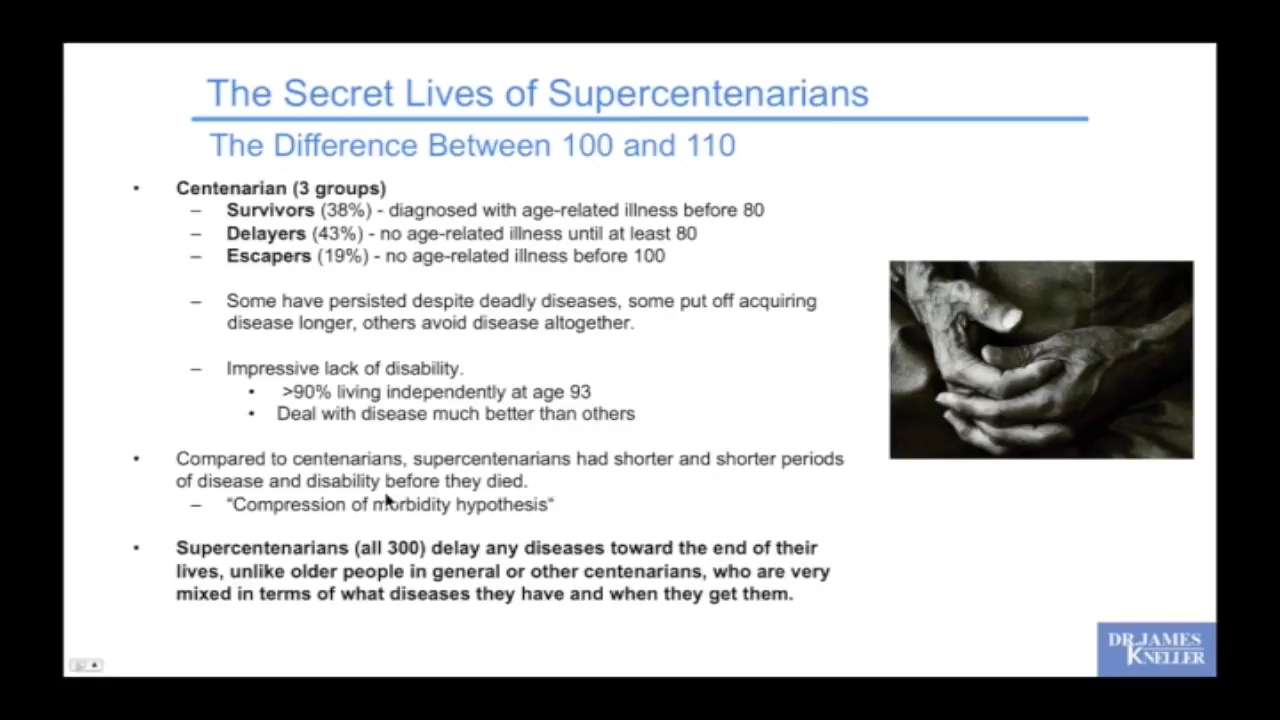 The Secret Lives of Supercentenarians
The Difference Between 100 and 110
• Centenarian (3 groups)
– Survivors (38%) - diagnosed with age-related illness before 80
– Delayers (43%) - no age-related illness until at least 80
– Escapers (19%) - no age-related illness before 100
– Some have persisted despite deadly diseases, some put off acquiring
disease longer, others avoid disease altogether.
– Impressive lack of disability.
• >90% living independently at age 93
• Deal with disease much better than others
• Compared to centenarians, supercentenarians had shorter and shorter periods
of disease and disability before they died.
– "Compression of morbidity hypothesis"
• Supercentenarians (all 300) delay any diseases toward the end of their
lives, unlike older people in general or other centenarians, who are very
mixed in terms of what diseases they have and when they get them.
DR. JAMES
KNELLER